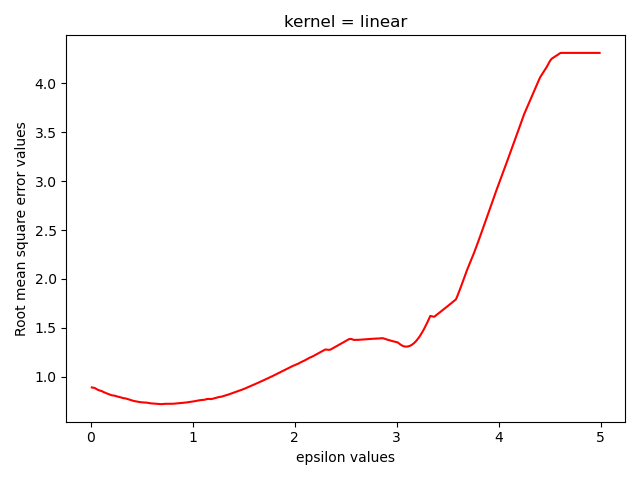 kernel = linear
Root mean square error values
4.0
3.5
3.0
2.5
2.0
1.5
1.0
0 1 2 3 4 5
epsilon values